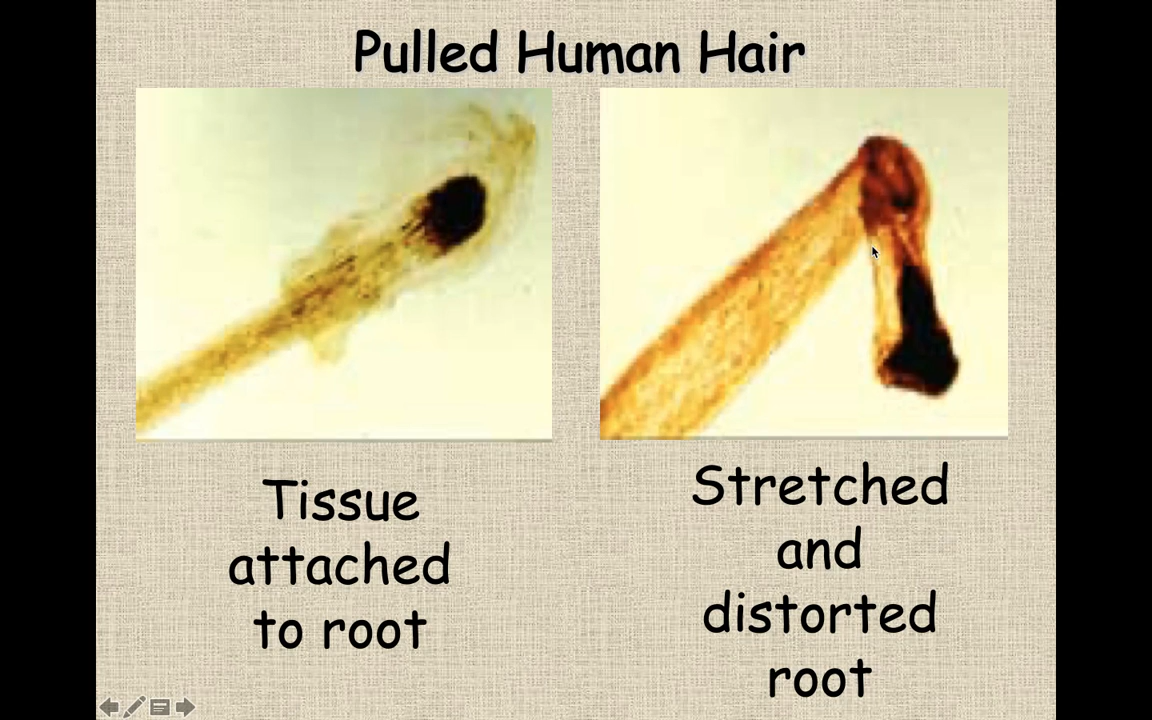 Pulled Human Hair
Tissue
attached
to root
Stretched
and
distorted
root